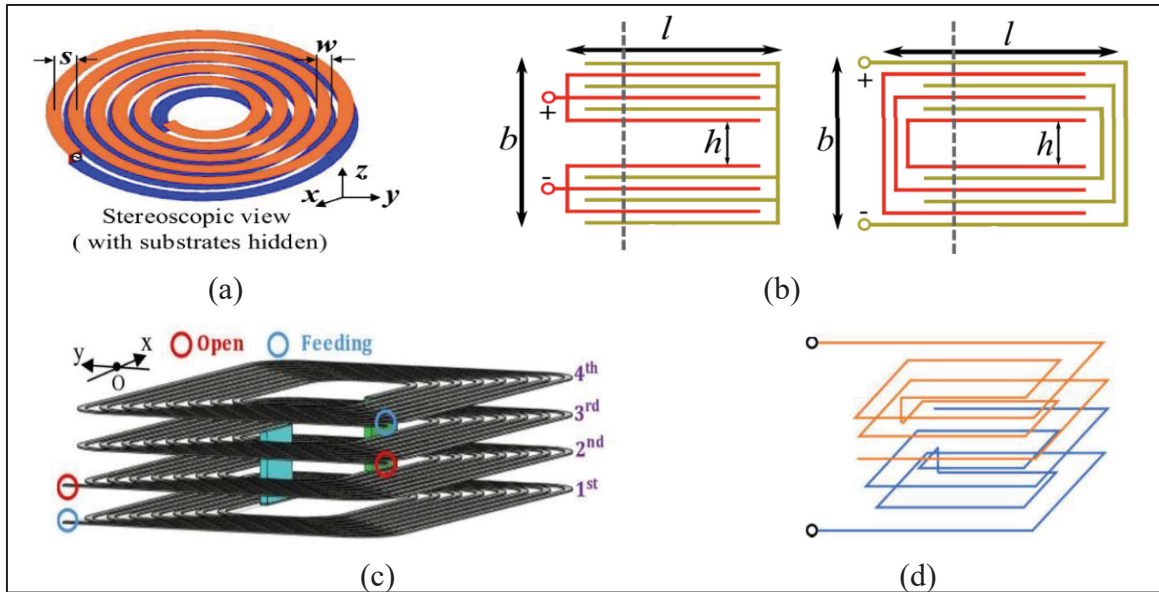 s
w
z
x
y
Stereoscopic view
( with substrates hidden)
(a)
l
b
+
-
h
l
b
+
-
h
(b)
x
y
O
Open
Feeding
4th
3rd
2nd
1st
(c)
(d)